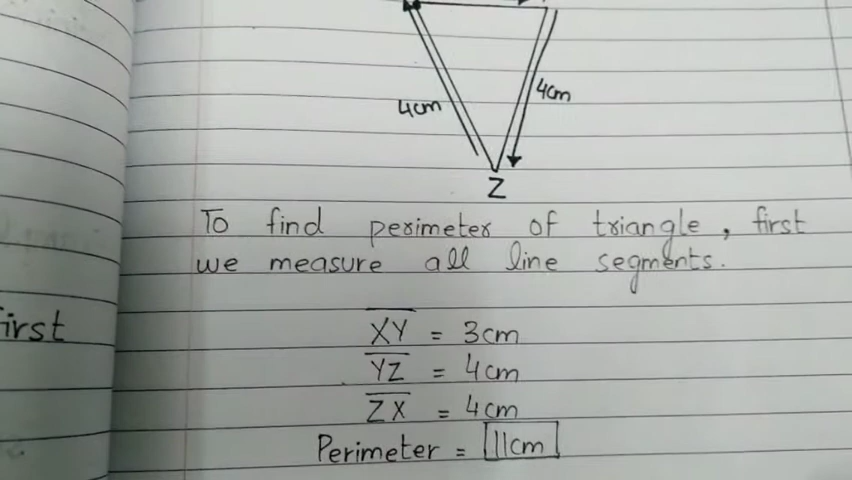 4cm
4cm
Z
To find perimeter of triangle, first
we measure all line segments.
irst
XY = 3cm
YZ = 4cm
ZX = 4cm
Perimeter = 11cm